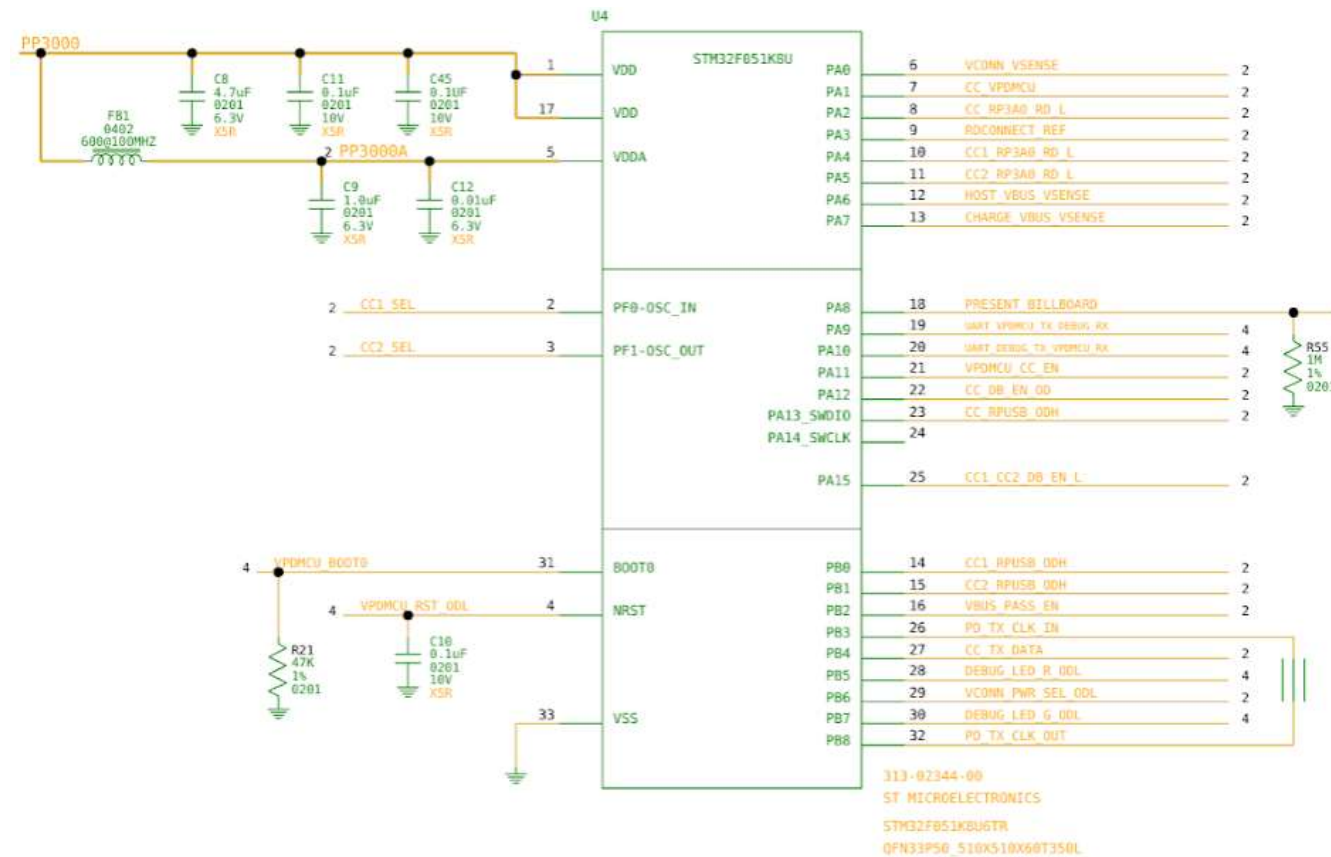 U4
PP3000
STM32F051K8U
1 VDD
17 VDD
5 VDDA
C8
4.7uF
0201
6.3V
X5R
C11
0.1uF
0201
10V
X5R
C45
0.1UF
0201
10V
X5R
FB1
0402
600@100MHZ
2 PP3000A
C9
1.0uF
0201
6.3V
X5R
C12
0.01uF
0201
6.3V
X5R
PA0 6 VCONN_VSENSE 2
PA1 7 CC_VPDMCU 2
PA2 8 CC_RP3A0_RD_L 2
PA3 9 RDCONNECT_REF 2
PA4 10 CC1_RP3A0_RD_L 2
PA5 11 CC2_RP3A0_RD_L 2
PA6 12 HOST_VBUS_VSENSE 2
PA7 13 CHARGE_VBUS_VSENSE 2
2 CC1_SEL 2 PF0-OSC_IN
2 CC2_SEL 3 PF1-OSC_OUT
PA8 18 PRESENT_BILLBOARD
PA9 19 UART_VPDMCU_TX_DEBUG_RX 4
PA10 20 UART_DEBUG_TX_VPDMCU_RX 4
PA11 21 VPDMCU_CC_EN 2
PA12 22 CC_DB_EN_OD 2
PA13_SWDIO 23 CC_RPUSB_ODH 2
PA14_SWCLK 24
PA15 25 CC1_CC2_DB_EN_L 2
R55
1M
1%
0201
4 VPDMCU_BOOT0 31 BOOT0
4 VPDMCU_RST_ODL 4 NRST
R21
47K
1%
0201
C10
0.1uF
0201
10V
X5R
33 VSS
PB0 14 CC1_RPUSB_ODH 2
PB1 15 CC2_RPUSB_ODH 2
PB2 16 VBUS_PASS_EN 2
PB3 26 PD_TX_CLK_IN
PB4 27 CC_TX_DATA 2
PB5 28 DEBUG_LED_R_ODL 4
PB6 29 VCONN_PWR_SEL_ODL 2
PB7 30 DEBUG_LED_G_ODL 4
PB8 32 PD_TX_CLK_OUT
313-02344-00
ST MICROELECTRONICS
STM32F051K8U6TR
QFN33P50_510X510X60T350L